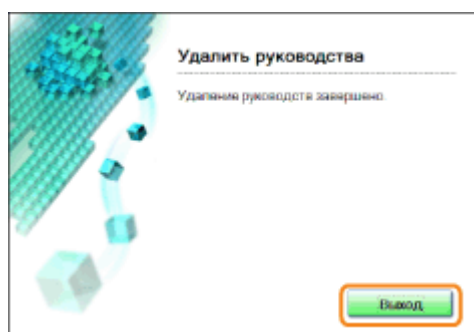 Удалить руководства
Удаление руководств завершено.
Выход